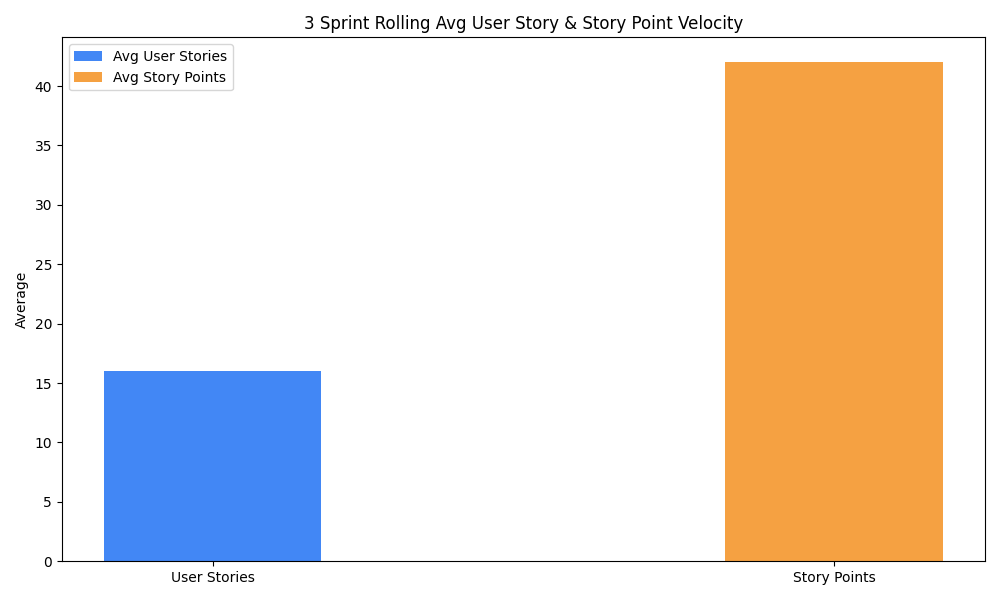 3 Sprint Rolling Avg User Story & Story Point Velocity
Avg User Stories
Avg Story Points
Average
40
35
30
25
20
15
10
5
0
User Stories
Story Points